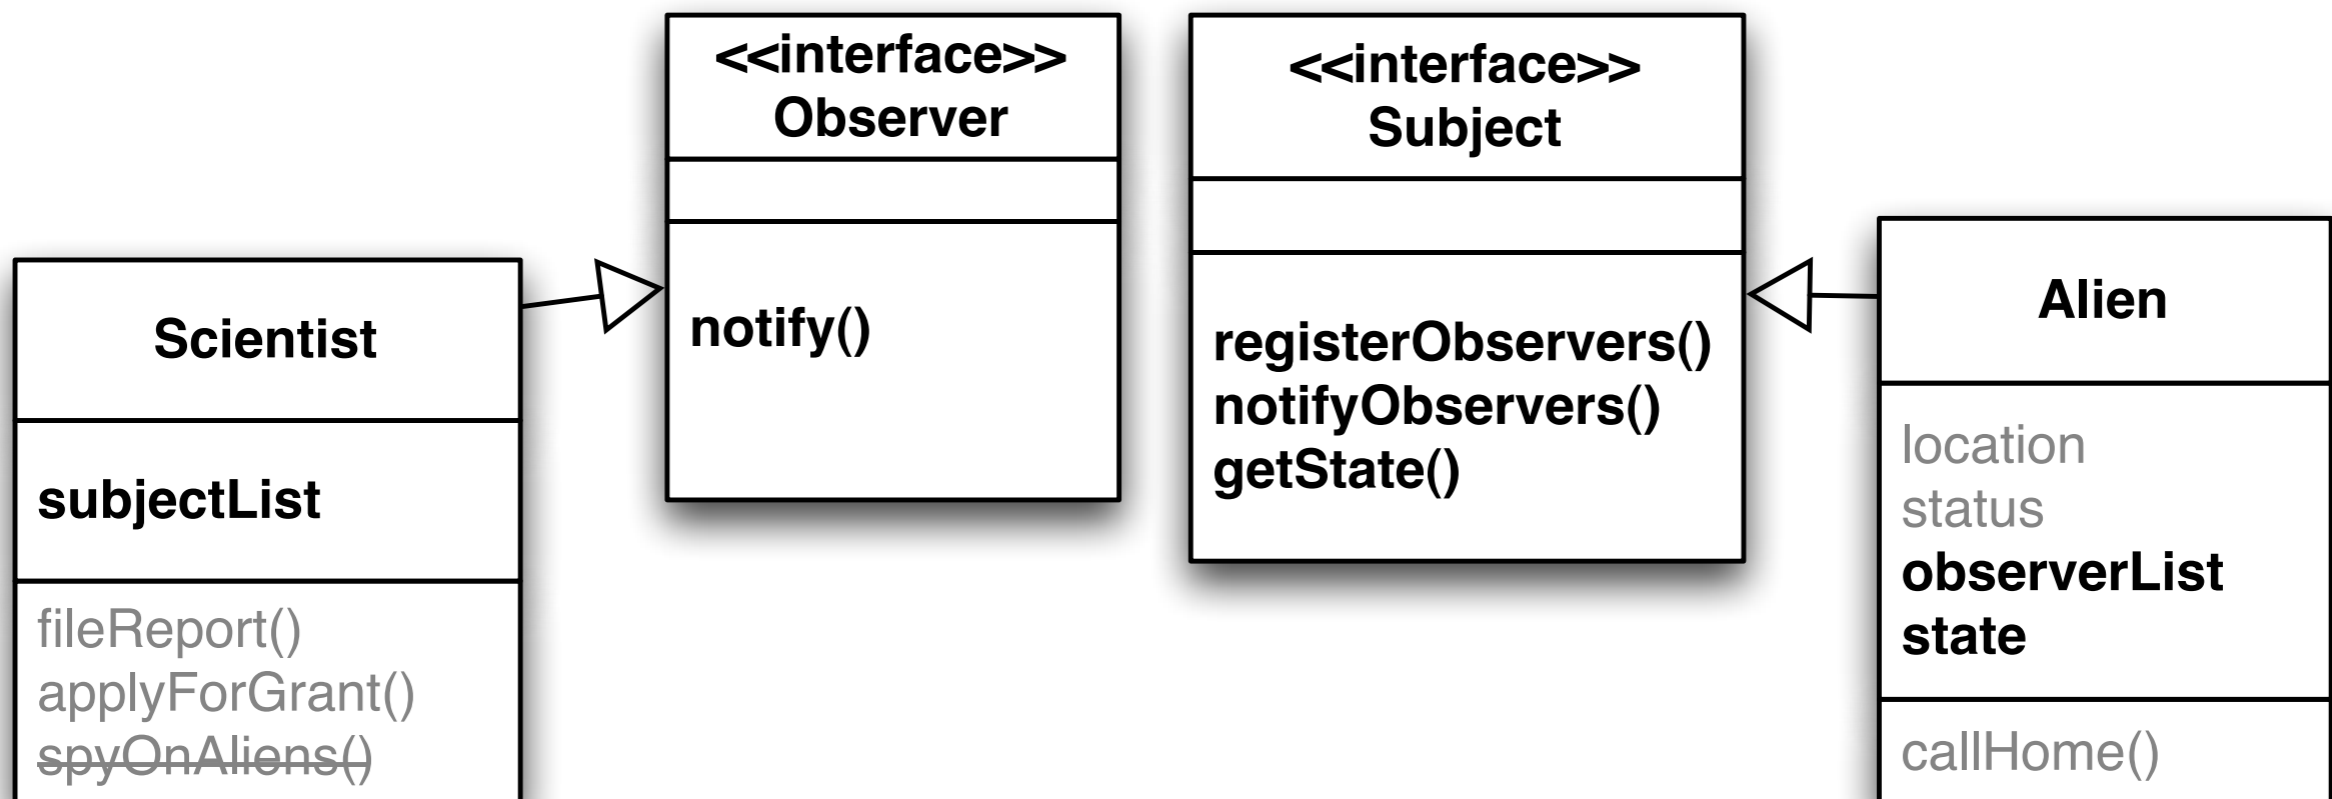 <<interface>>
Observer
notify()
<<interface>>
Subject
registerObservers()
notifyObservers()
getState()
Scientist
subjectList
fileReport()
applyForGrant()
spyOnAliens()
Alien
location
status
observerList
state
callHome()